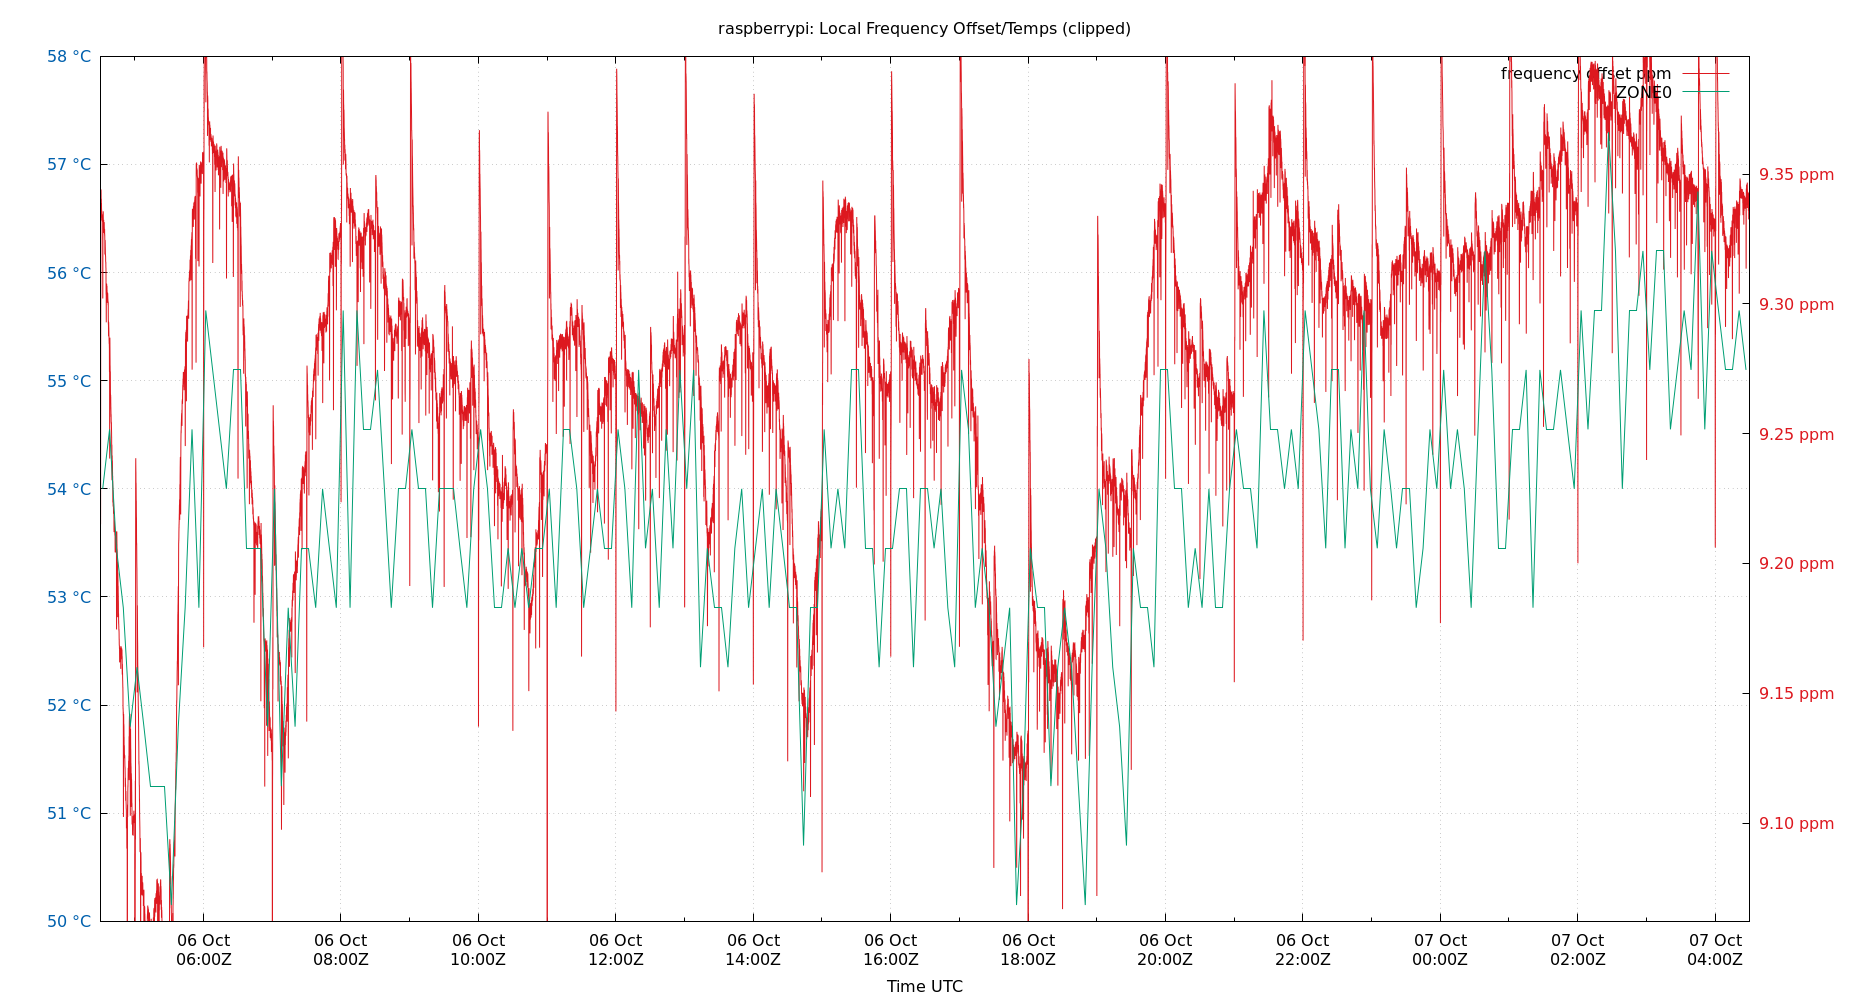 raspberrypi: Local Frequency Offset/Temps (clipped)
58 °C
57 °C
56 °C
55 °C
54 °C
53 °C
52 °C
51 °C
50 °C
frequency offset ppm
ZONE0
9.35 ppm
9.30 ppm
9.25 ppm
9.20 ppm
9.15 ppm
9.10 ppm
06 Oct
06:00Z
06 Oct
08:00Z
06 Oct
10:00Z
06 Oct
12:00Z
06 Oct
14:00Z
06 Oct
16:00Z
06 Oct
18:00Z
06 Oct
20:00Z
06 Oct
22:00Z
07 Oct
00:00Z
07 Oct
02:00Z
07 Oct
04:00Z
Time UTC